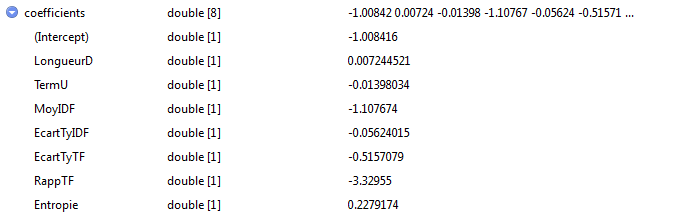 coefficients double [8] -1.00842 0.00724 -0.01398 -1.10767 -0.05624 -0.51571 ...
(Intercept) double [1] -1.008416
LongueurD double [1] 0.007244521
TermU double [1] -0.01398034
MoyIDF double [1] -1.107674
EcartTyIDF double [1] -0.05624015
EcartTyTF double [1] -0.5157079
RappTF double [1] -3.32955
Entropie double [1] 0.2279174